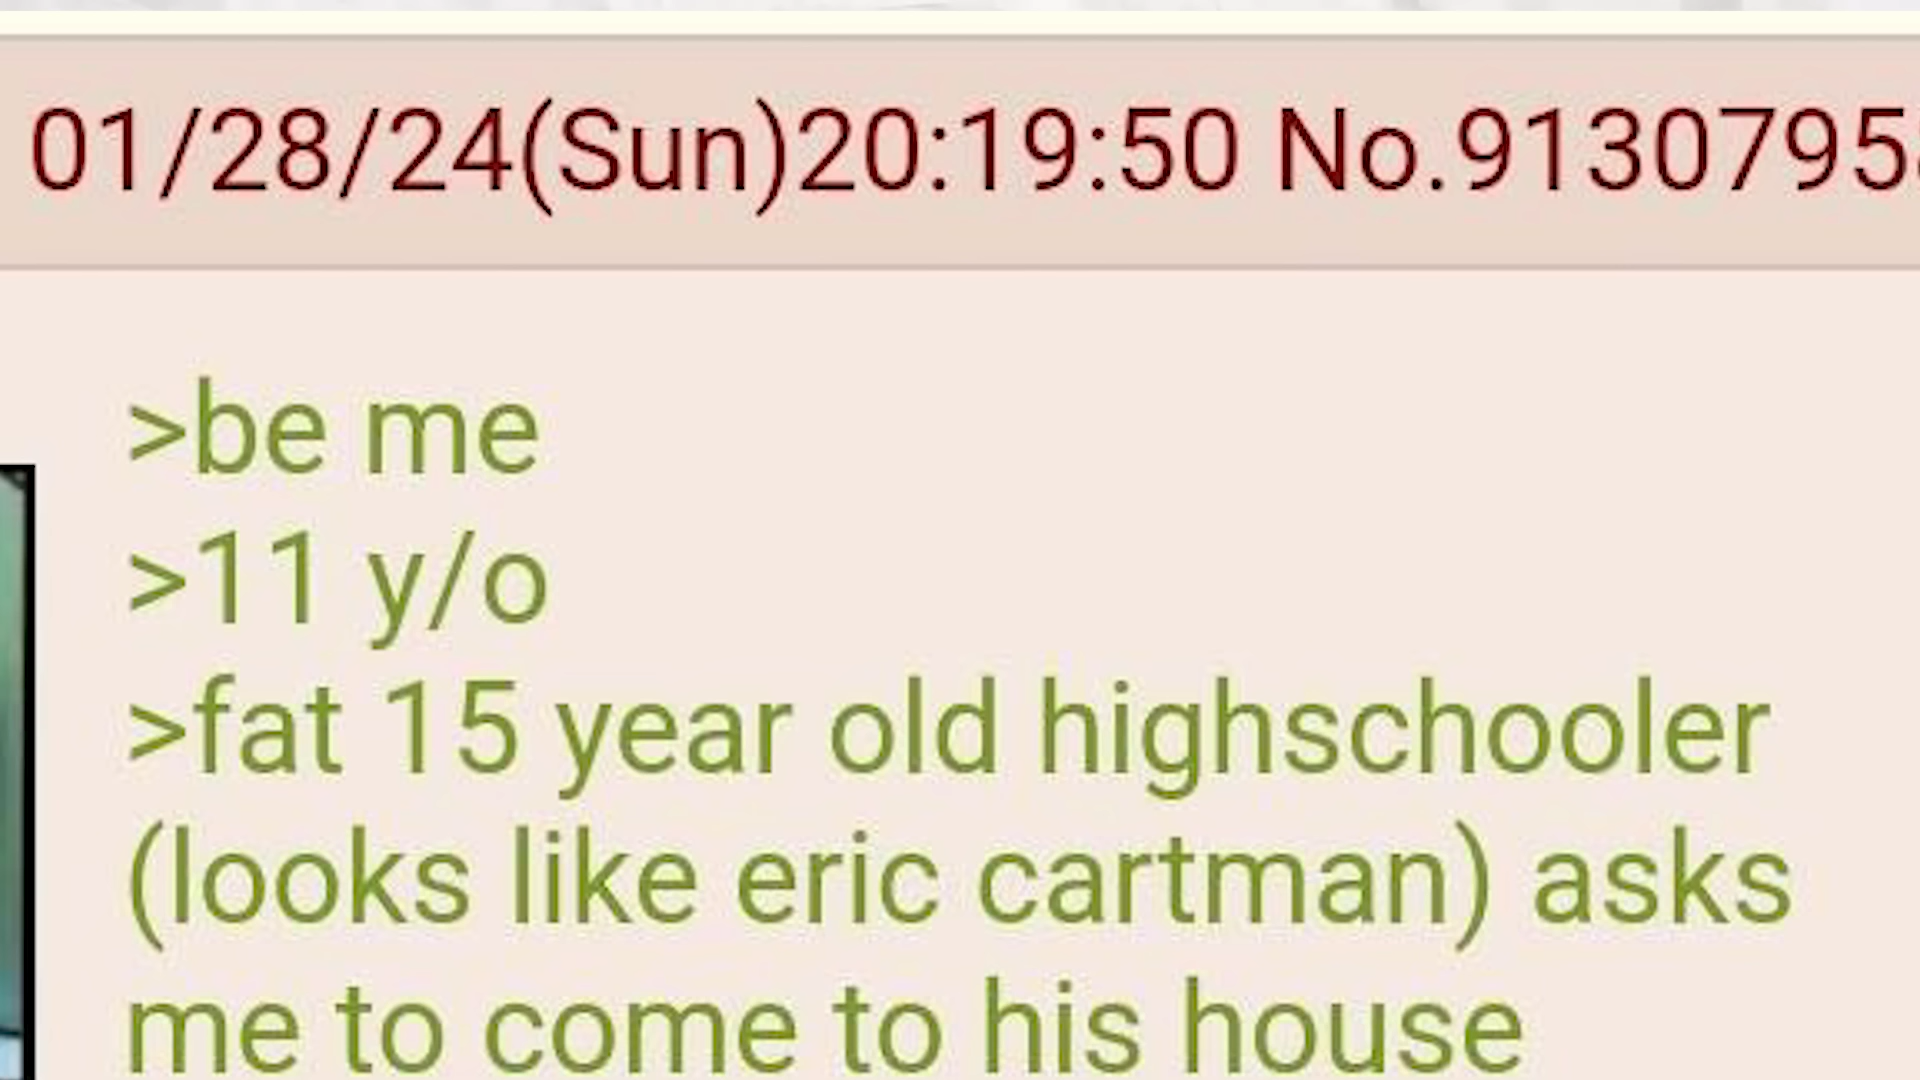 01/28/24(Sun)20:19:50 No.9130795
>be me
>11 y/o
>fat 15 year old highschooler
(looks like eric cartman) asks
me to come to his house